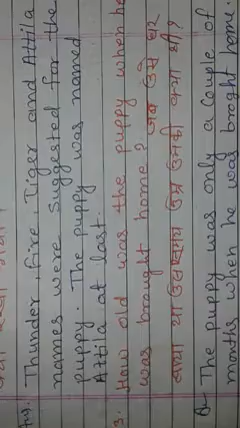 Ans. Thunder, Fire, Tiger and Attila
names were suggested for the
puppy. The puppy was named
Attila at last.
3. How old was the puppy when he
was brought home? जब उसे घर
लाया था उस समय उसकी क्या थी?
The puppy was only a couple of
months when he was broght home.